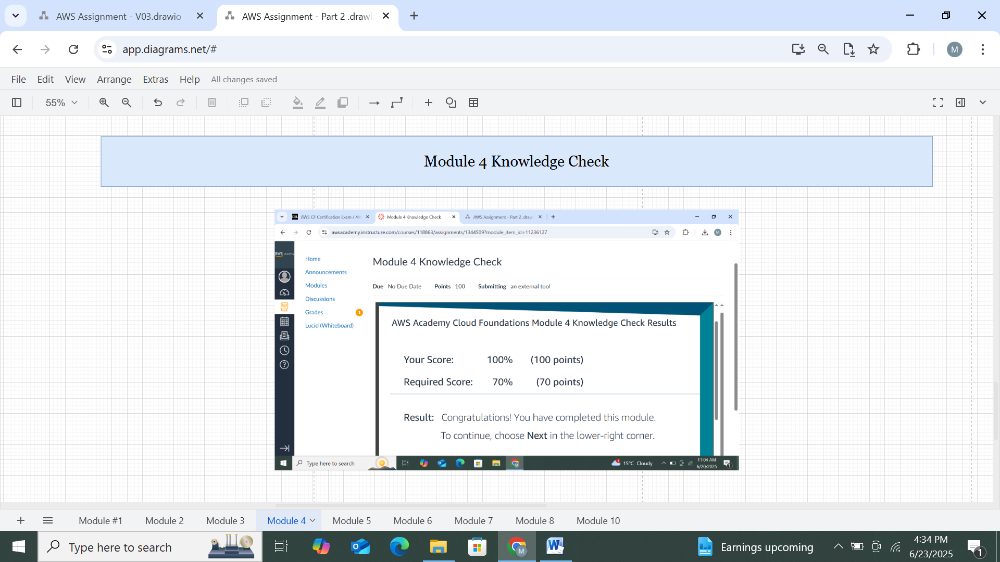 AWS Assignment - V03.drawio -
AWS Assignment - Part 2 .drawi
app.diagrams.net/#
M
File Edit View Arrange Extras Help All changes saved
55%
Module 4 Knowledge Check
AWS CF Certification Exam / AW
Module 4 Knowledge Check
AWS Assignment - Part 2 .draw
awsacademy.instructure.com/courses/118863/assignments/1344509?module_item_id=11236127
M
aws academy
Home
Announcements
Modules
Discussions
Grades 1
Lucid (Whiteboard)
Module 4 Knowledge Check
Due No Due Date Points 100 Submitting an external tool
AWS Academy Cloud Foundations Module 4 Knowledge Check Results
Your Score: 100% (100 points)
Required Score: 70% (70 points)
Result: Congratulations! You have completed this module.
To continue, choose Next in the lower-right corner.
Type here to search
15°C Cloudy
11:04 AM
6/20/2025
Module #1 Module 2 Module 3 Module 4 Module 5 Module 6 Module 7 Module 8 Module 10
Type here to search
Earnings upcoming
4:34 PM
6/23/2025
1